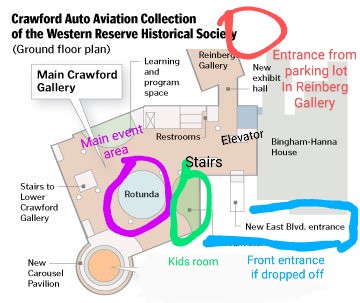 Crawford Auto Aviation Collection
of the Western Reserve Historical Society
(Ground floor plan)
Reinberg
Gallery
Entrance from
parking lot
In Reinberg
Gallery
Learning
and
program
space
New
exhibit
hall
Main Crawford
Gallery
Main event
area
Restrooms
Elevator
Bingham-Hanna
House
Stairs
Stairs to
Lower
Crawford
Gallery
Rotunda
New East Blvd. entrance
Kids room
Front entrance
if dropped off
New
Carousel
Pavilion